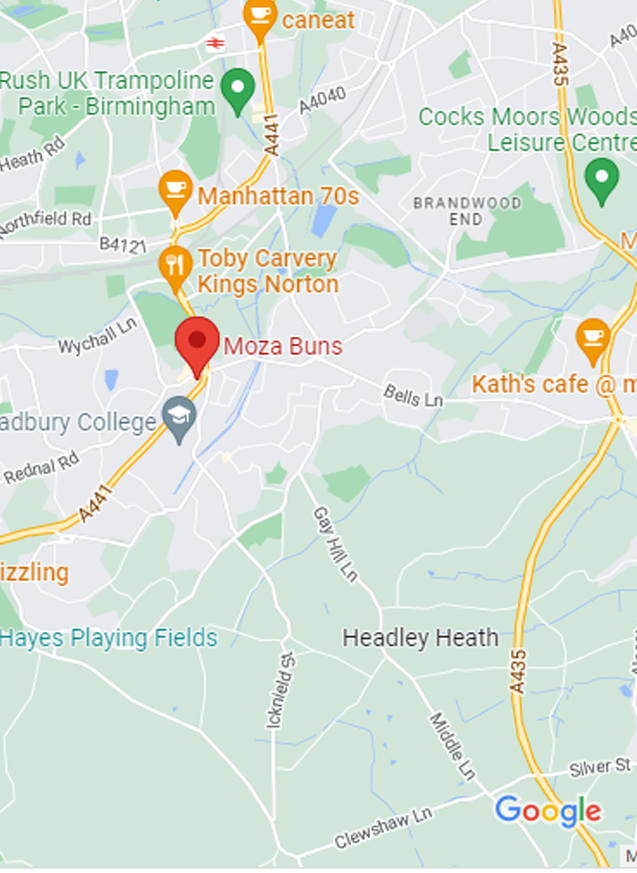 caneat
A435
A40
Rush UK Trampoline
Park - Birmingham
A4040
A441
Cocks Moors Woods
Leisure Centre
Heath Rd
Manhattan 70s
BRANDWOOD
END
Northfield Rd
B4121
M
Toby Carvery
Kings Norton
Wychall Ln
Moza Buns
Kath's cafe @ m
Bells Ln
adbury College
Rednal Rd
A441
Gay Hill Ln
izzling
Hayes Playing Fields
Headley Heath
A435
Icknield St
Middle Ln
Silver St
Google
Clewshaw Ln
M